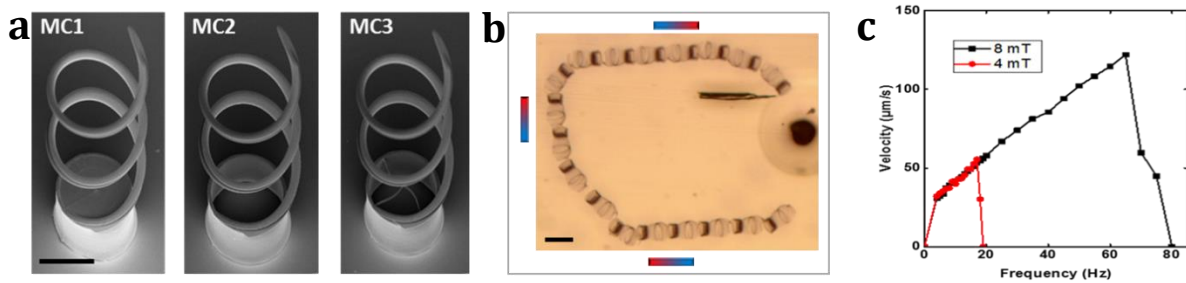 a
MC1
MC2
MC3
b
c
150
100
50
0
Velocity (μm/s)
8 mT
4 mT
0
20
40
60
80
Frequency (Hz)